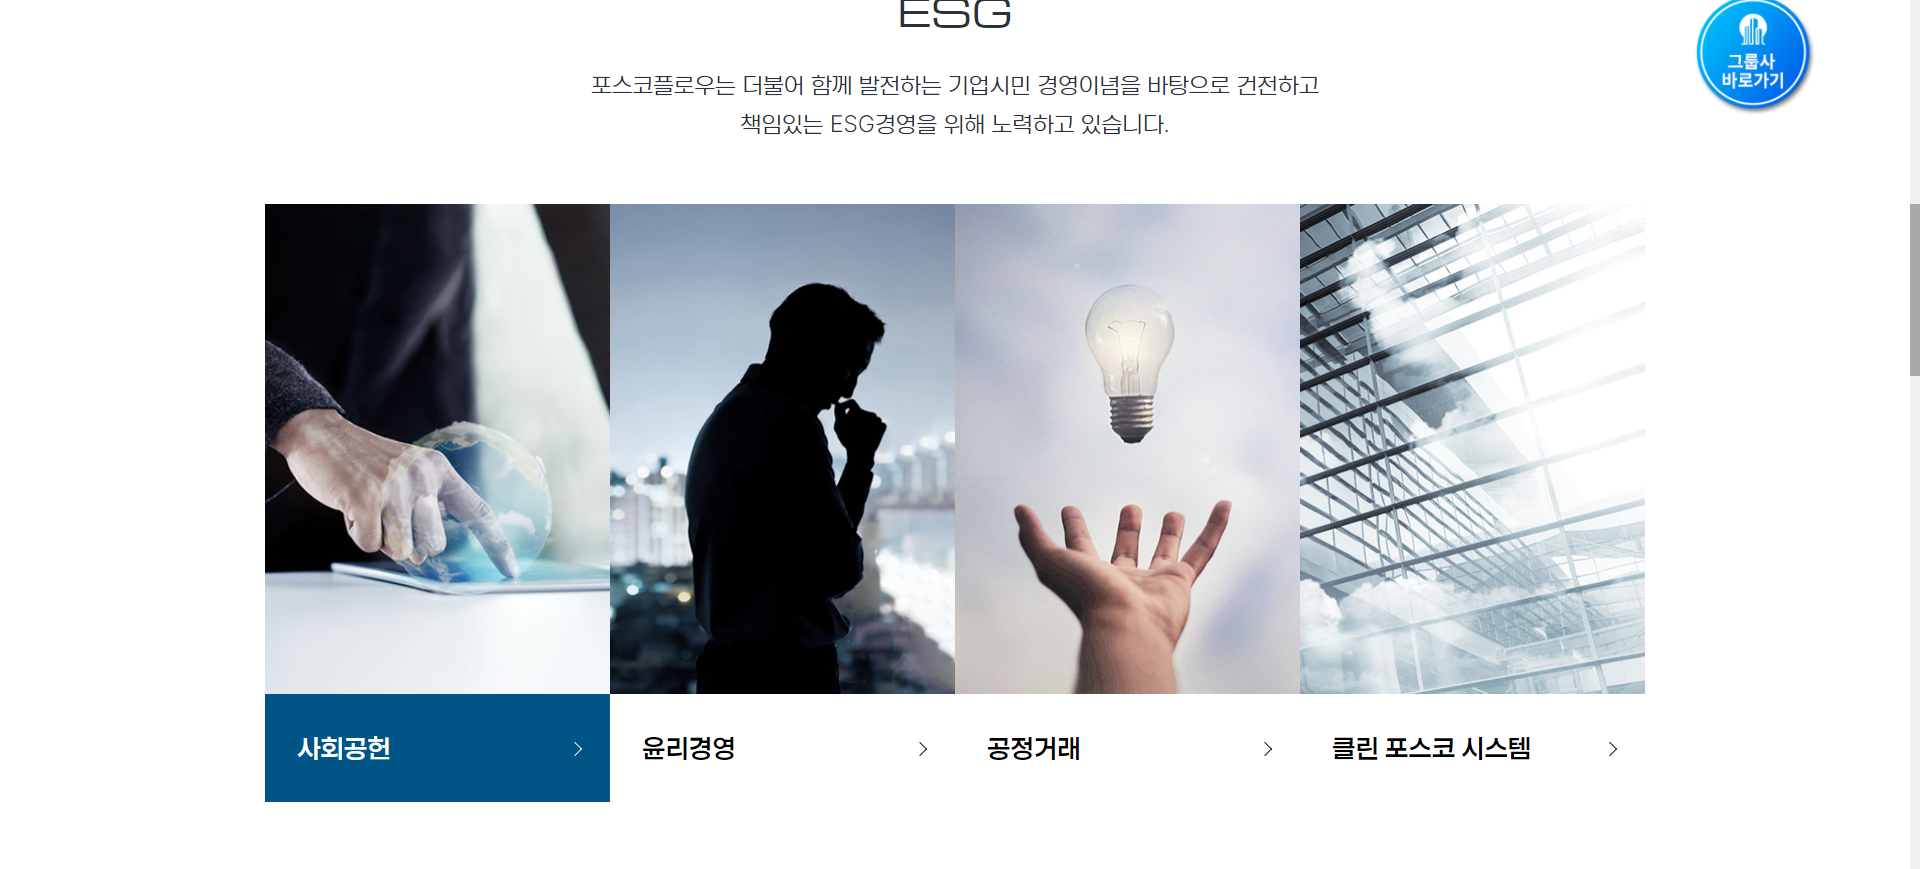 ESG
그룹사
바로가기
포스코플로우는 더불어 함께 발전하는 기업시민 경영이념을 바탕으로 건전하고
책임있는 ESG경영을 위해 노력하고 있습니다.
사회공헌
윤리경영
공정거래
클린 포스코 시스템